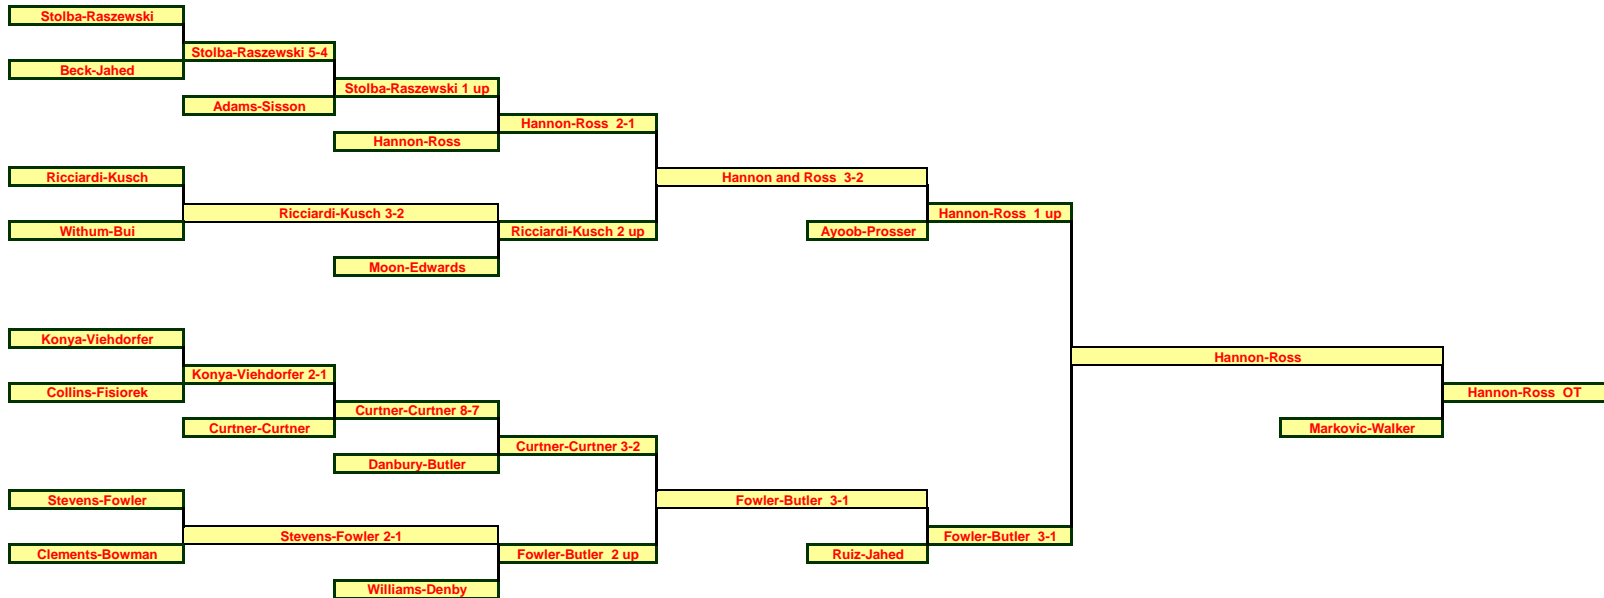 Stolba-Raszewski
Stolba-Raszewski 5-4
Beck-Jahed
Stolba-Raszewski 1 up
Adams-Sisson
Hannon-Ross 2-1
Hannon-Ross
Ricciardi-Kusch
Hannon and Ross 3-2
Ricciardi-Kusch 3-2
Hannon-Ross 1 up
Withum-Bui
Ricciardi-Kusch 2 up
Ayoob-Prosser
Moon-Edwards
Konya-Viehdorfer
Hannon-Ross
Konya-Viehdorfer 2-1
Collins-Fisiorek
Hannon-Ross OT
Curtner-Curtner 8-7
Curtner-Curtner
Markovic-Walker
Curtner-Curtner 3-2
Danbury-Butler
Stevens-Fowler
Fowler-Butler 3-1
Stevens-Fowler 2-1
Fowler-Butler 3-1
Clements-Bowman
Fowler-Butler 2 up
Ruiz-Jahed
Williams-Denby